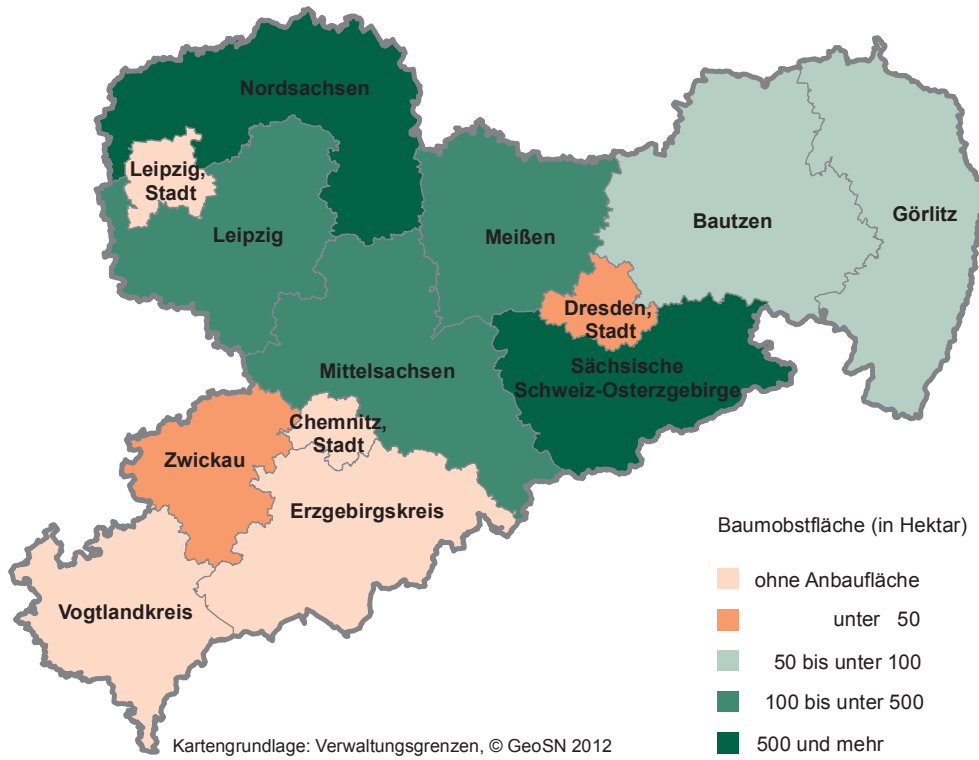 Nordsachsen
Leipzig,
Stadt
Leipzig
Meißen
Bautzen
Görlitz
Dresden,
Stadt
Mittelsachsen
Sächsische
Schweiz-Osterzgebirge
Chemnitz,
Stadt
Zwickau
Erzgebirgskreis
Vogtlandkreis
Baumobstfläche (in Hektar)
ohne Anbaufläche
unter 50
50 bis unter 100
100 bis unter 500
500 und mehr
Kartengrundlage: Verwaltungsgrenzen, © GeoSN 2012